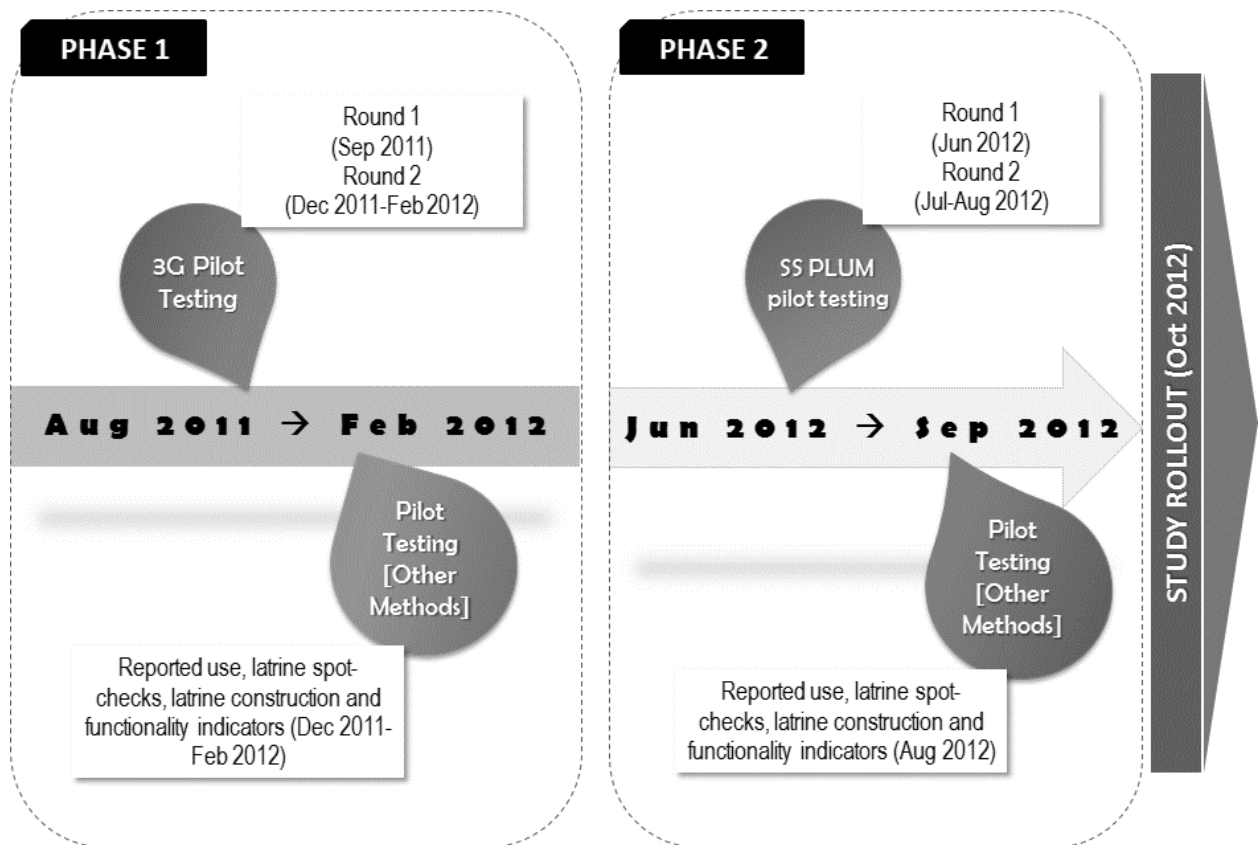 PHASE 1
Round 1
(Sep 2011)
Round 2
(Dec 2011-Feb 2012)
3G Pilot
Testing
Aug 2011 → Feb 2012
Pilot
Testing
[Other
Methods]
Reported use, latrine spot-
checks, latrine construction and
functionality indicators (Dec 2011-
Feb 2012)
PHASE 2
Round 1
(Jun 2012)
Round 2
(Jul-Aug 2012)
SS PLUM
pilot testing
Jun 2012 → Sep 2012
Pilot
Testing
[Other
Methods]
Reported use, latrine spot-
checks, latrine construction and
functionality indicators (Aug 2012)
STUDY ROLLOUT (Oct 2012)